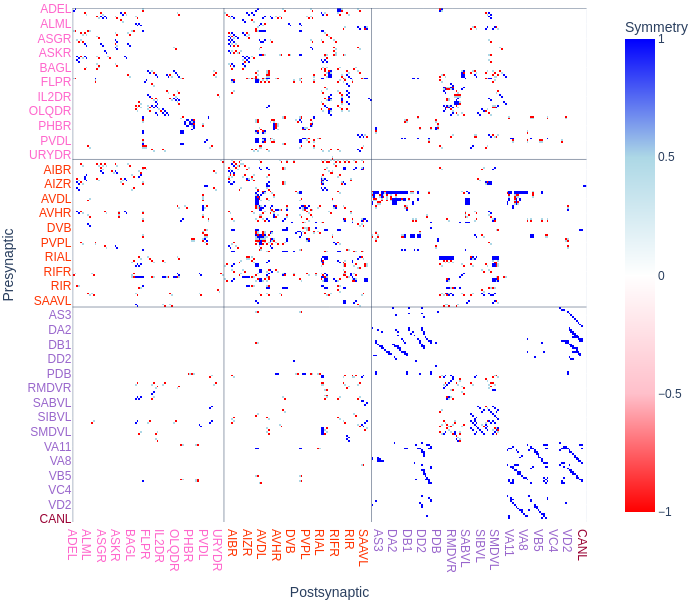 Symmetry
1
0.5
0
−0.5
−1
Presynaptic
ADEL
ALML
ASGR
ASKR
BAGL
FLPR
IL2DR
OLQDR
PHBR
PVDL
URYDR
AIBR
AIZR
AVDL
AVHR
DVB
PVPL
RIAL
RIFR
RIR
SAAVL
AS3
DA2
DB1
DD2
PDB
RMDVR
SABVL
SIBVL
SMDVL
VA11
VA8
VB5
VC4
VD2
CANL
ADEL
ALML
ASGR
ASKR
BAGL
FLPR
IL2DR
OLQDR
PHBR
PVDL
URYDR
AIBR
AIZR
AVDL
AVHR
DVB
PVPL
RIAL
RIFR
RIR
SAAVL
AS3
DA2
DB1
DD2
PDB
RMDVR
SABVL
SIBVL
SMDVL
VA11
VA8
VB5
VC4
VD2
CANL
Postsynaptic